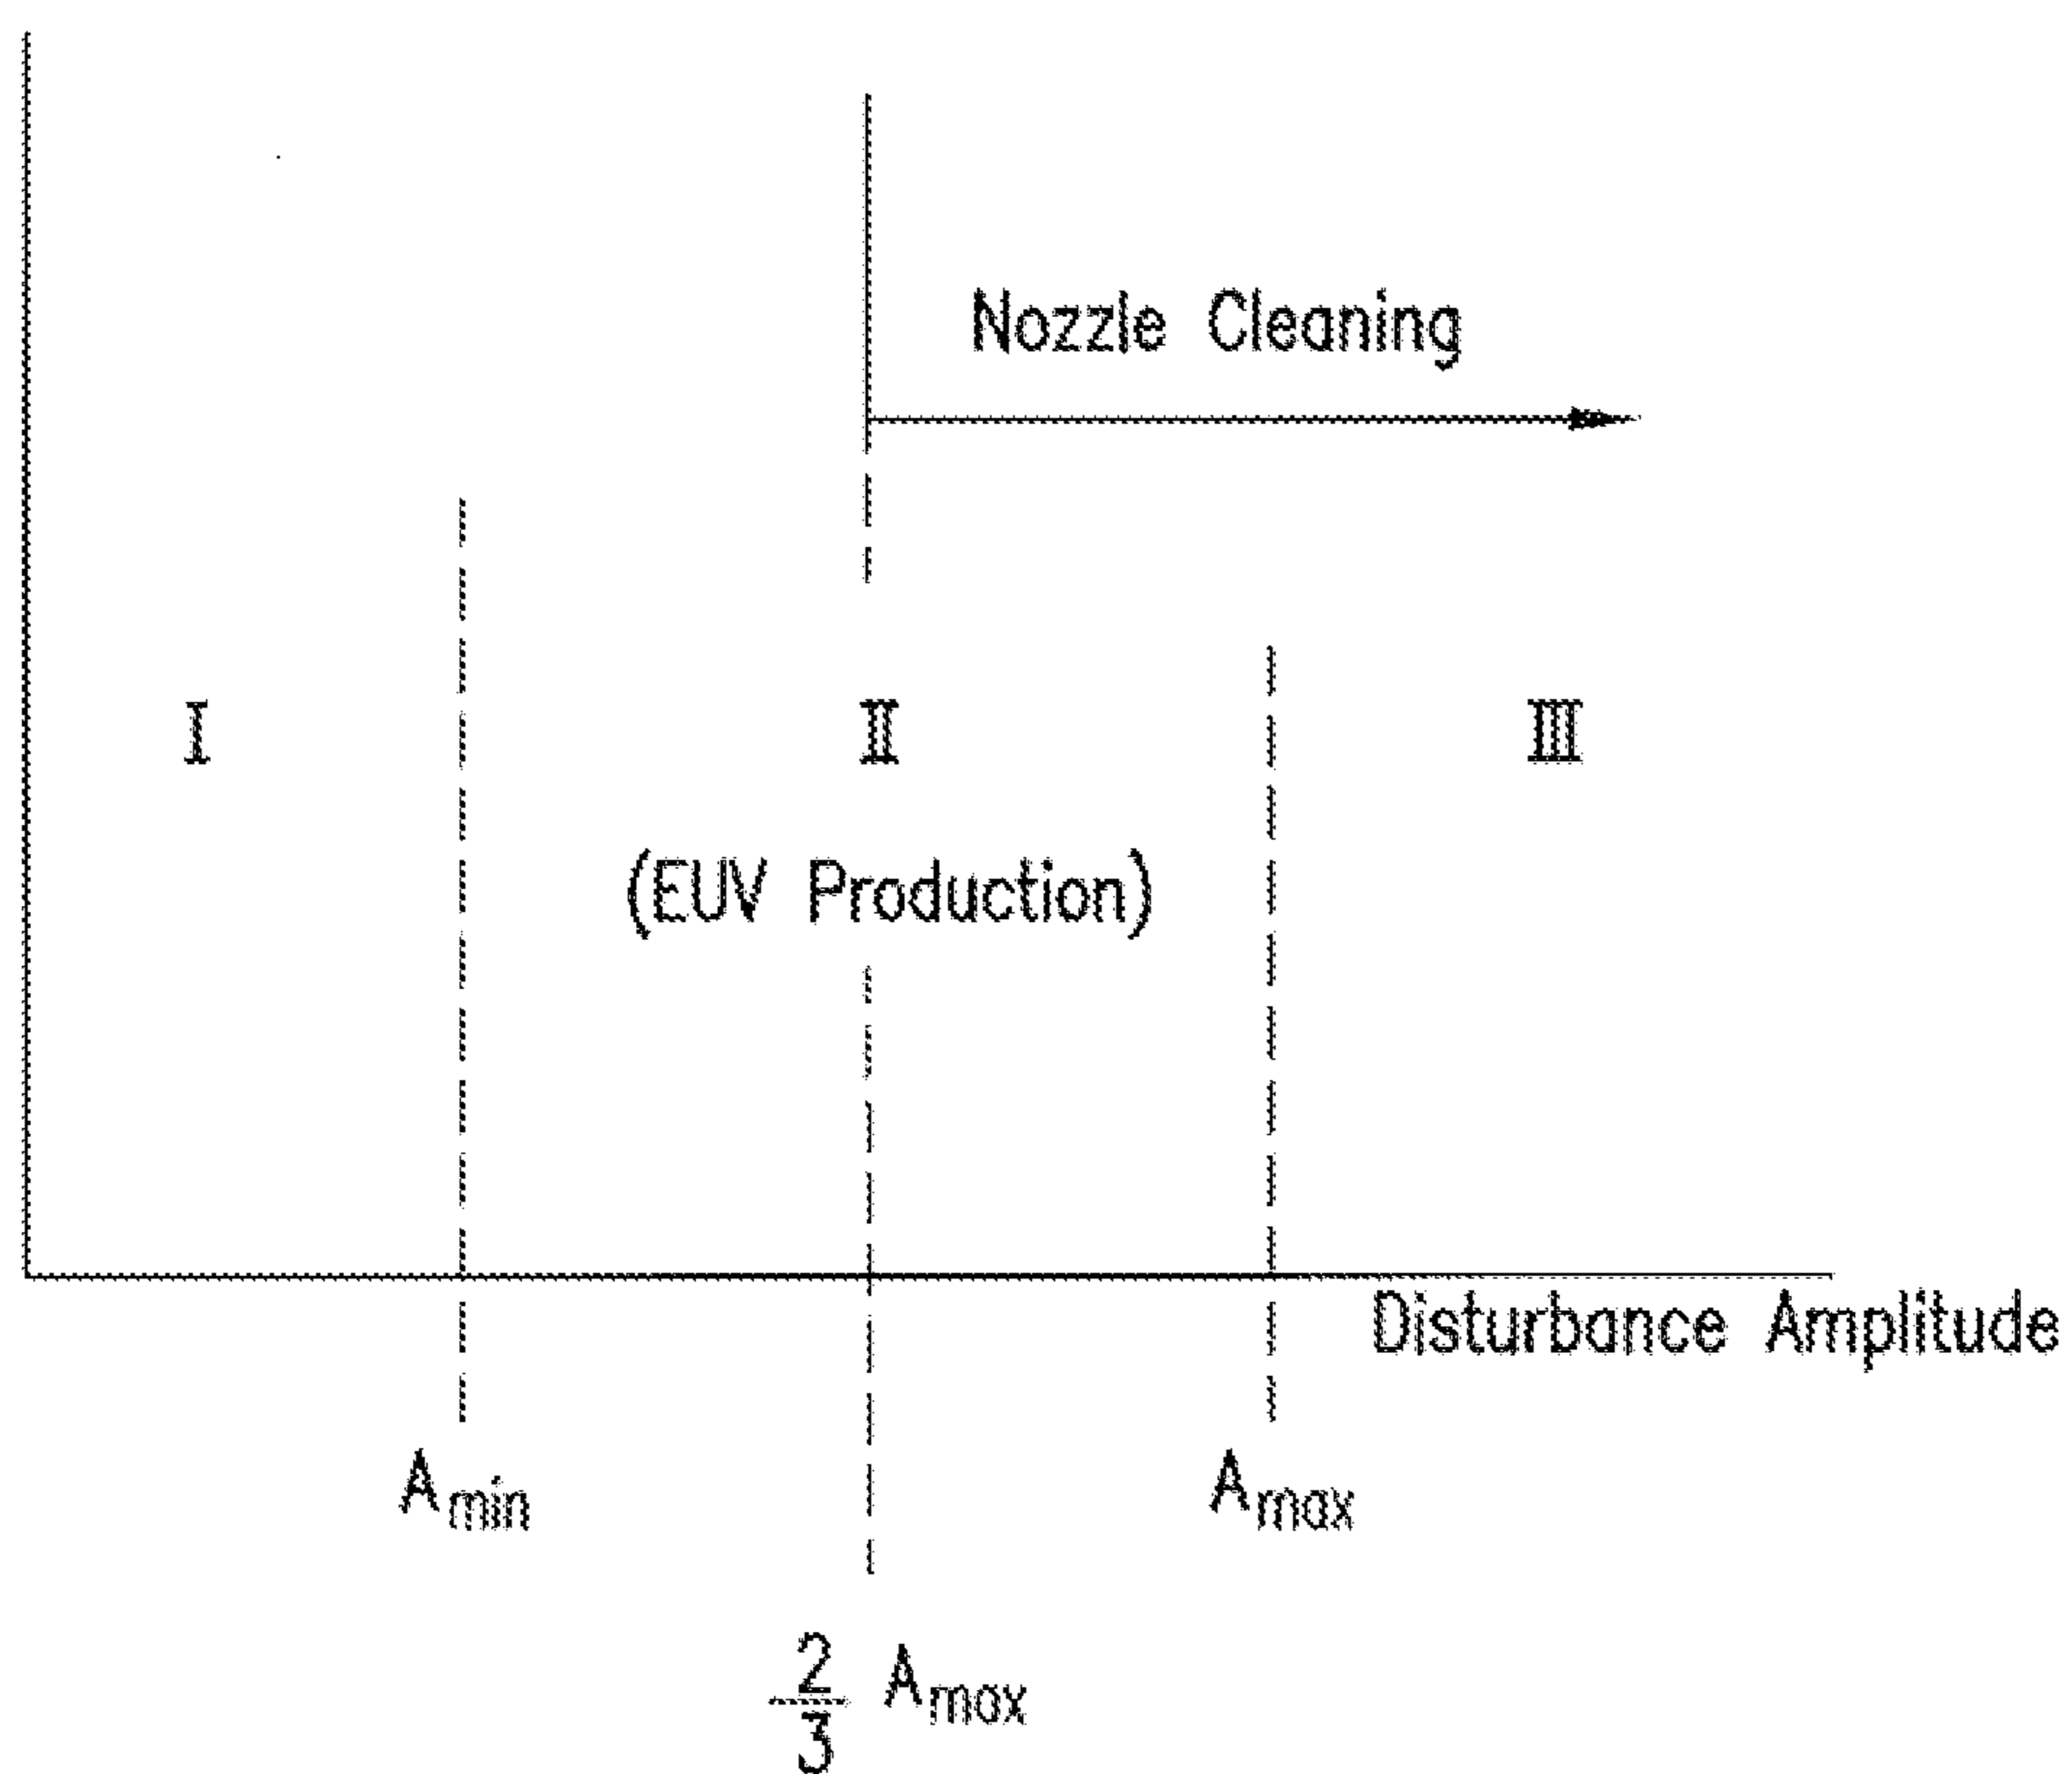 Nozzle Cleaning
I
II
III
(EUV Production)
Disturbance Amplitude
Amin
Amax
2/3 Amax